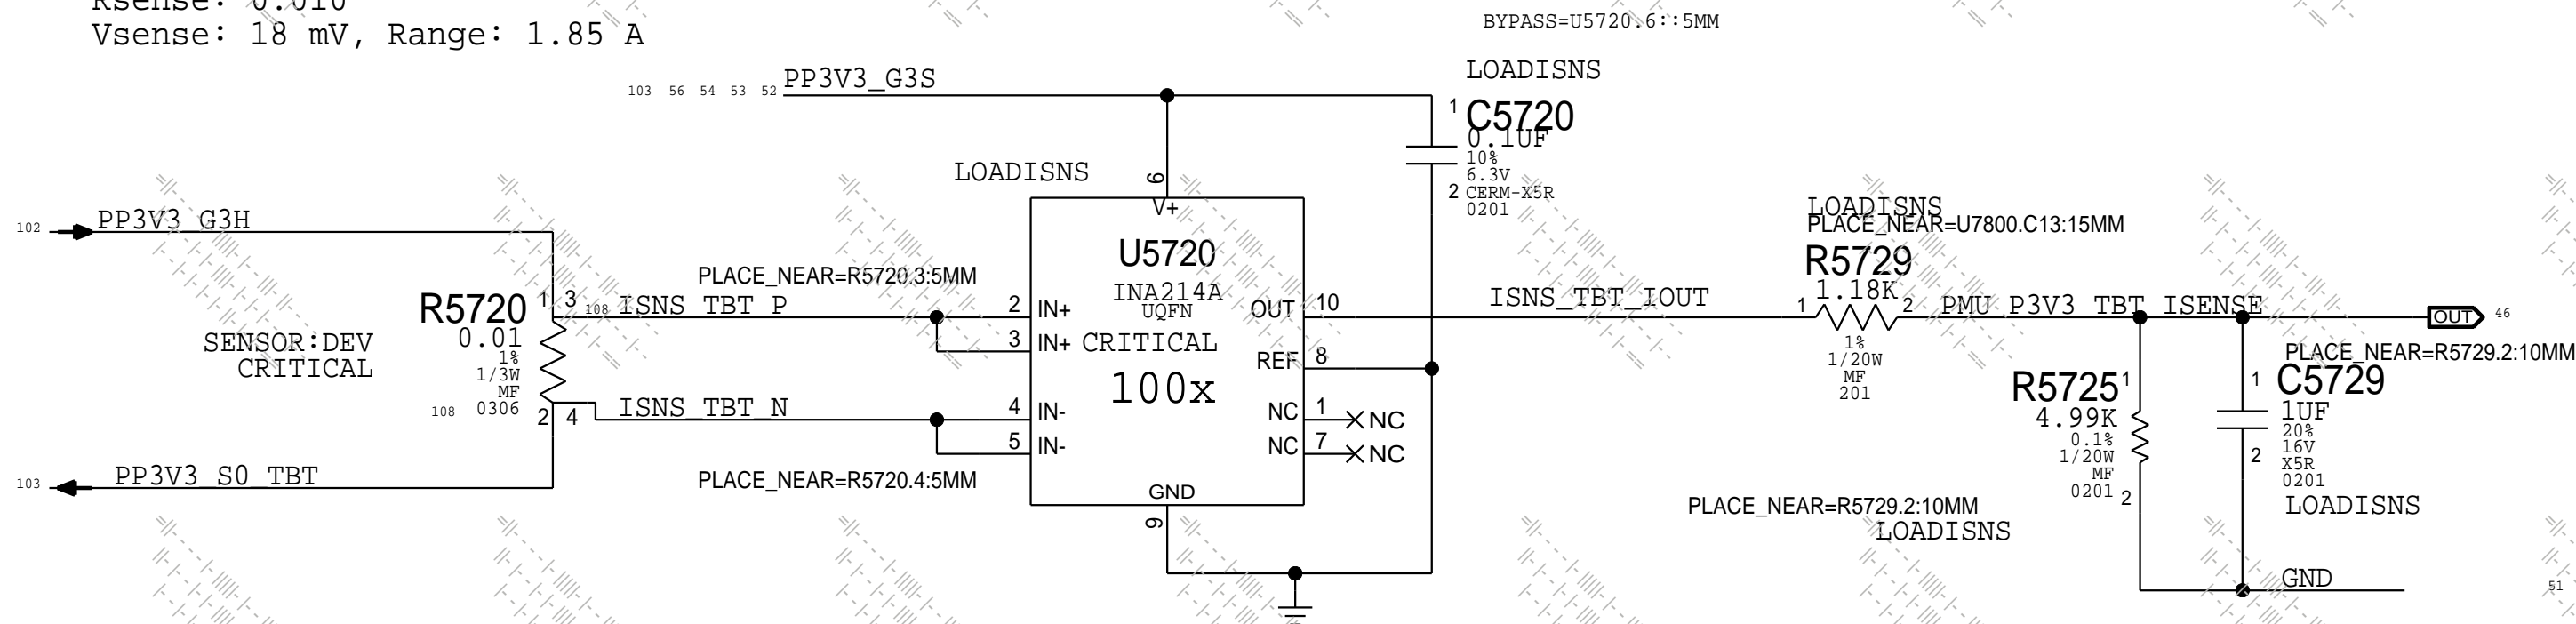 Rsense: 0.010
Vsense: 18 mV, Range: 1.85 A
BYPASS=U5720.6::5MM
103 56 54 53 52 PP3V3_G3S
LOADISNS
1 C5720
0.1UF
10%
6.3V
2 CERM-X5R
0201
LOADISNS
6
V+
102 PP3V3_G3H
U5720
INA214A
UQFN
CRITICAL
100x
LOADISNS
PLACE_NEAR=U7800.C13:15MM
R5729
1.18K
1 2
1%
1/20W
MF
201
PLACE_NEAR=R5720.3:5MM
R5720 1 3 108 ISNS_TBT_P 2 IN+
3 IN+
0.01
1%
1/3W
MF
0306
SENSOR:DEV
CRITICAL
OUT 10 ISNS_TBT_IOUT
REF 8
PMU_P3V3_TBT_ISENSE OUT 46
108 2 4 ISNS_TBT_N 4 IN-
5 IN-
NC 1 NC
NC 7 NC
PLACE_NEAR=R5729.2:10MM
R5725 1
4.99K
0.1%
1/20W
MF
0201 2
1 C5729
1UF
20%
16V
2 X5R
0201
LOADISNS
103 PP3V3_S0_TBT
PLACE_NEAR=R5720.4:5MM
GND
9
PLACE_NEAR=R5729.2:10MM
LOADISNS
GND
51